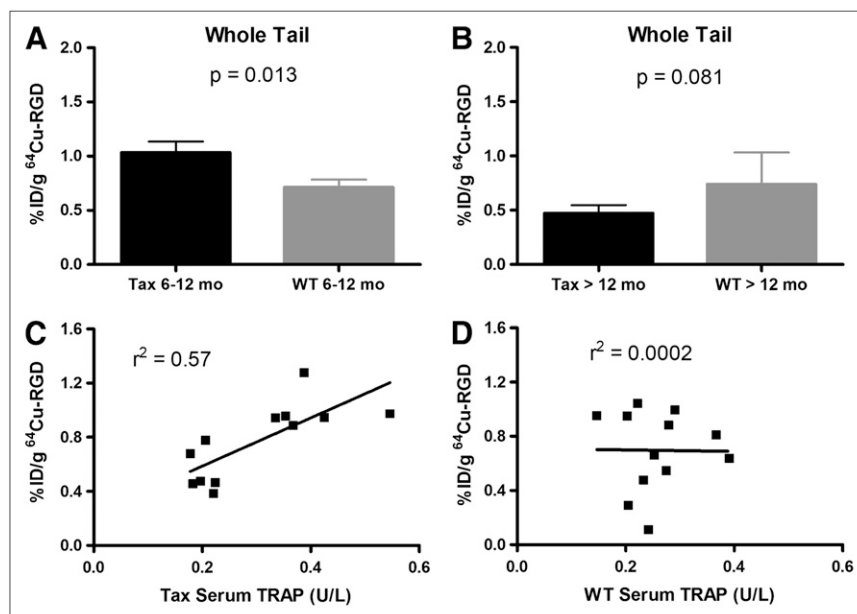 A
Whole Tail
p = 0.013
%ID/g ⁶⁴Cu-RGD
2.0
1.5
1.0
0.5
0.0
Tax 6-12 mo
WT 6-12 mo
B
Whole Tail
p = 0.081
%ID/g ⁶⁴Cu-RGD
2.0
1.5
1.0
0.5
0.0
Tax > 12 mo
WT > 12 mo
C
r² = 0.57
%ID/g ⁶⁴Cu-RGD
1.6
1.2
0.8
0.4
0.0
0.0 0.2 0.4 0.6
Tax Serum TRAP (U/L)
D
r² = 0.0002
%ID/g ⁶⁴Cu-RGD
1.6
1.2
0.8
0.4
0.0
0.0 0.2 0.4 0.6
WT Serum TRAP (U/L)